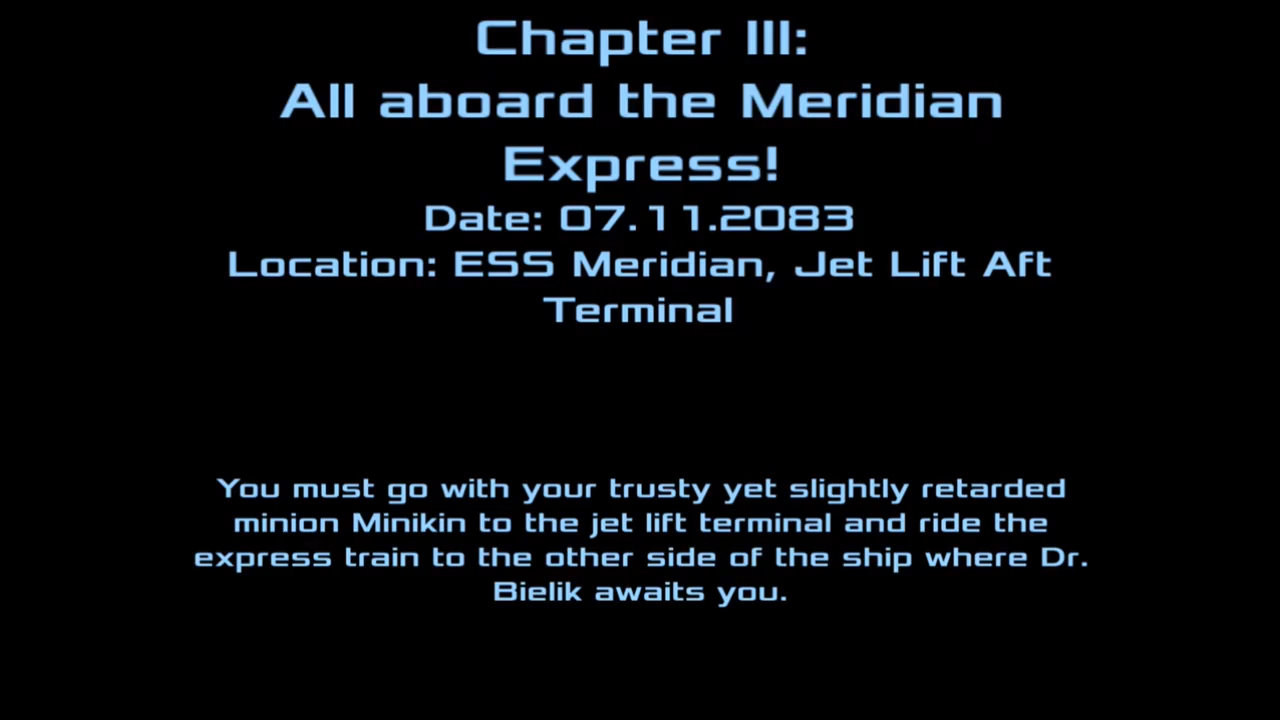 Chapter III:
All aboard the Meridian
Express!
Date: 07.11.2083
Location: ESS Meridian, Jet Lift Aft
Terminal
You must go with your trusty yet slightly retarded
minion Minikin to the jet lift terminal and ride the
express train to the other side of the ship where Dr.
Bielik awaits you.